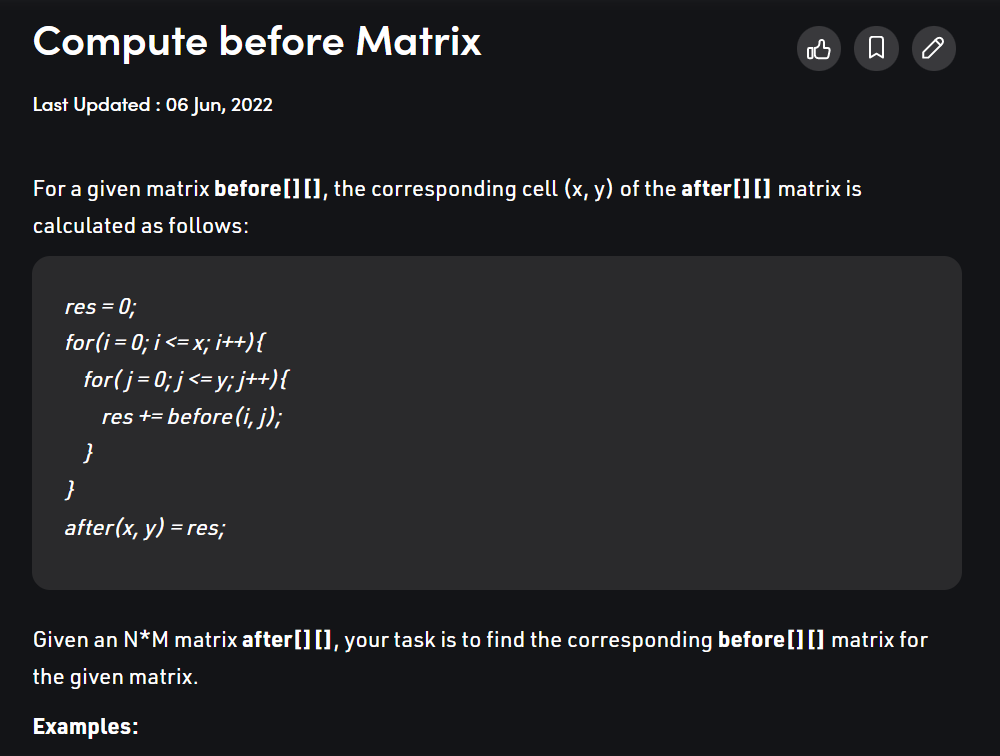 Compute before Matrix
Last Updated : 06 Jun, 2022
For a given matrix before[][], the corresponding cell (x, y) of the after[][] matrix is
calculated as follows:
res = 0;
for(i = 0; i <= x; i++){
for( j = 0; j <= y; j++){
res += before(i, j);
}
}
after(x, y) = res;
Given an N*M matrix after[][], your task is to find the corresponding before[][] matrix for
the given matrix.
Examples: